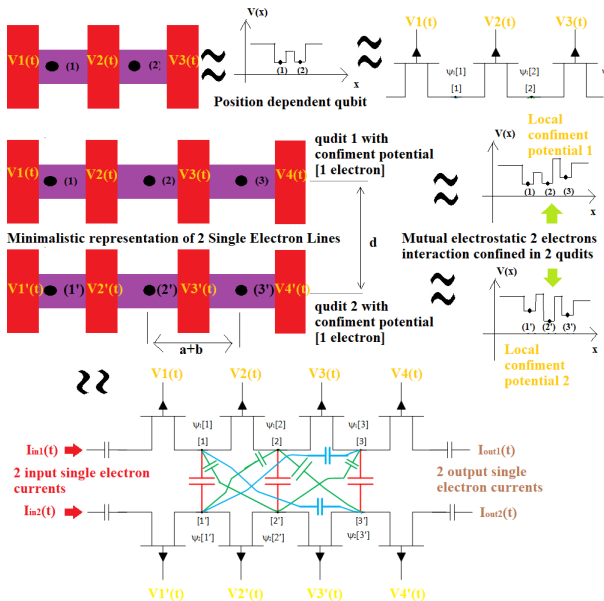 V1(t) V2(t) V3(t)
(1) (2)
V(x)
(1) (2)
x
Position dependent qubit
V1(t) V2(t) V3(t)
ψ₁[1] ψ₁[2]
[1] [2]
V1(t) V2(t) V3(t) V4(t)
(1) (2) (3)
qudit 1 with
confiment potential
[1 electron]
Local
confiment
potential 1
V(x)
(1) (2) (3)
x
Minimalistic representation of 2 Single Electron Lines
d
Mutual electrostatic 2 electrons
interaction confined in 2 qudits
V1'(t) V2'(t) V3'(t) V4'(t)
(1') (2') (3')
qudit 2 with
confiment potential
[1 electron]
a+b
V(x)
(1') (2') (3')
x
Local confiment
potential 2
V1(t) V2(t) V3(t) V4(t)
ψ₁[1] ψ₁[2] ψ₁[3]
[1] [2] [3]
Iin1(t)
2 input single electron
currents
Iin2(t)
Iout1(t)
2 output single
electron currents
Iout2(t)
[1'] [2'] [3']
ψ₂[1'] ψ₂[2'] ψ₂[3']
V1'(t) V2'(t) V3'(t) V4'(t)